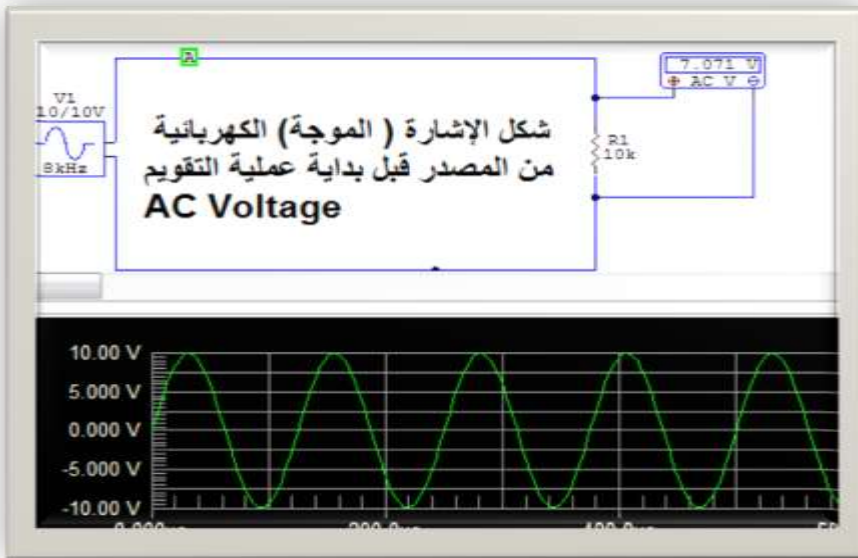 A
7.071 V
AC V
V1
10/10V
8kHz
R1
10k
شكل الإشارة ( الموجة) الكهربائية
من المصدر قبل بداية عملية التقويم
AC Voltage
10.00 V
5.000 V
0.000 V
-5.000 V
-10.00 V